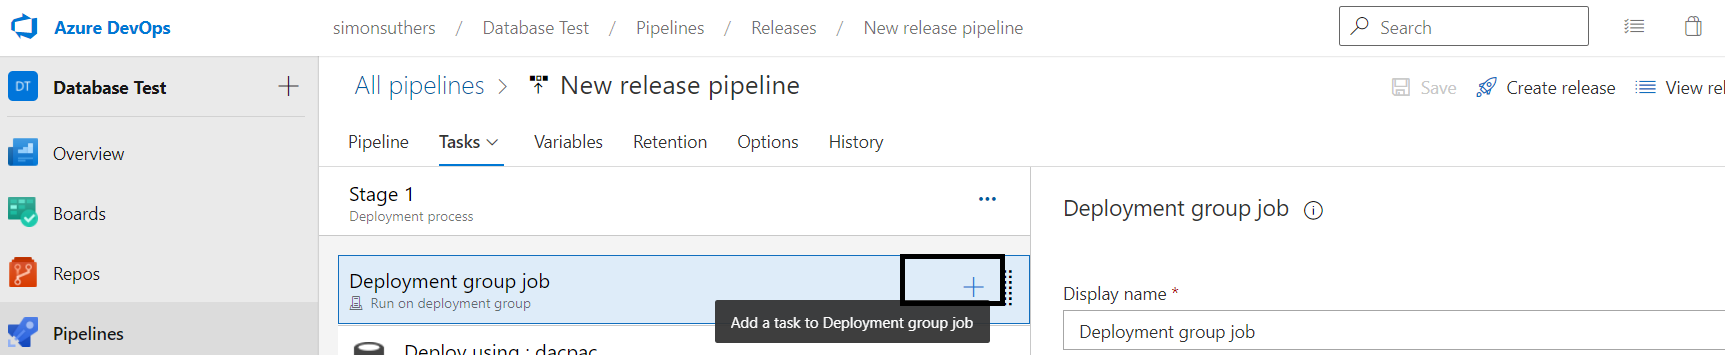 Azure DevOps
simonsuthers / Database Test / Pipelines / Releases / New release pipeline
Search
DT Database Test
Overview
Boards
Repos
Pipelines
All pipelines > New release pipeline
Save
Create release
View rel
Pipeline Tasks Variables Retention Options History
Stage 1
Deployment process
...
Deployment group job
Run on deployment group
Add a task to Deployment group job
Deploy using : dacpac
Deployment group job
Display name *
Deployment group job